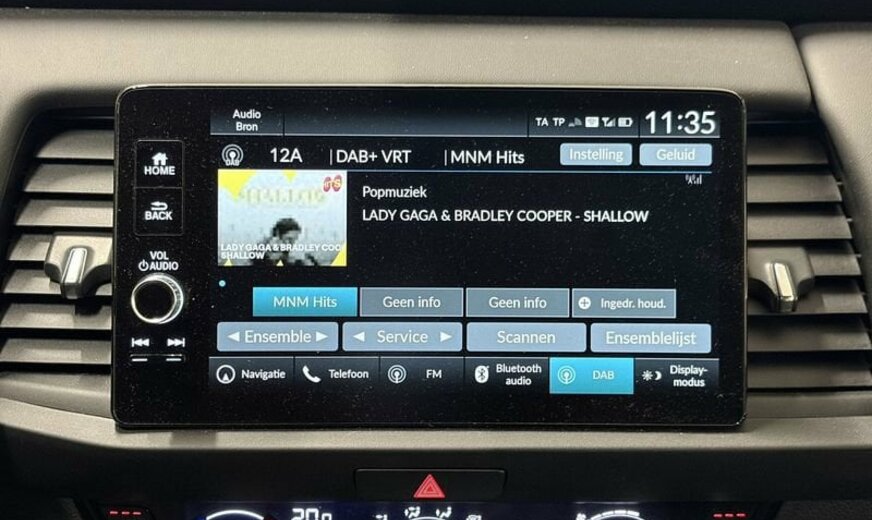 Audio
Bron
TA TP
11:35
HOME
BACK
VOL
AUDIO
DAB
12A | DAB+ VRT | MNM Hits
Instelling
Geluid
LADY GAGA & BRADLEY COO
SHALLOW
Popmuziek
LADY GAGA & BRADLEY COOPER - SHALLOW
MNM Hits
Geen info
Geen info
Ingedr. houd.
Ensemble
Service
Scannen
Ensemblelijst
Navigatie
Telefoon
FM
Bluetooth
audio
DAB
Display-
modus